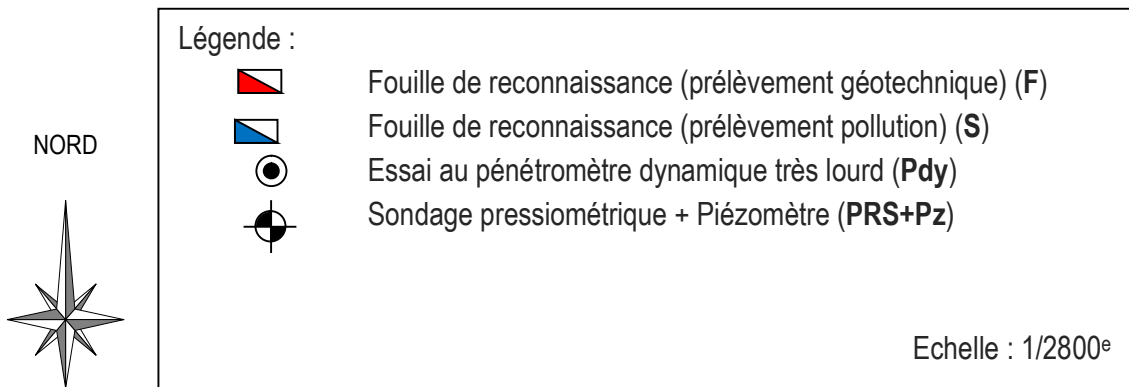 Légende :
Fouille de reconnaissance (prélèvement géotechnique) (F)
Fouille de reconnaissance (prélèvement pollution) (S)
NORD
Essai au pénétromètre dynamique très lourd (Pdy)
Sondage pressiométrique + Piézomètre (PRS+Pz)
Echelle : 1/2800e